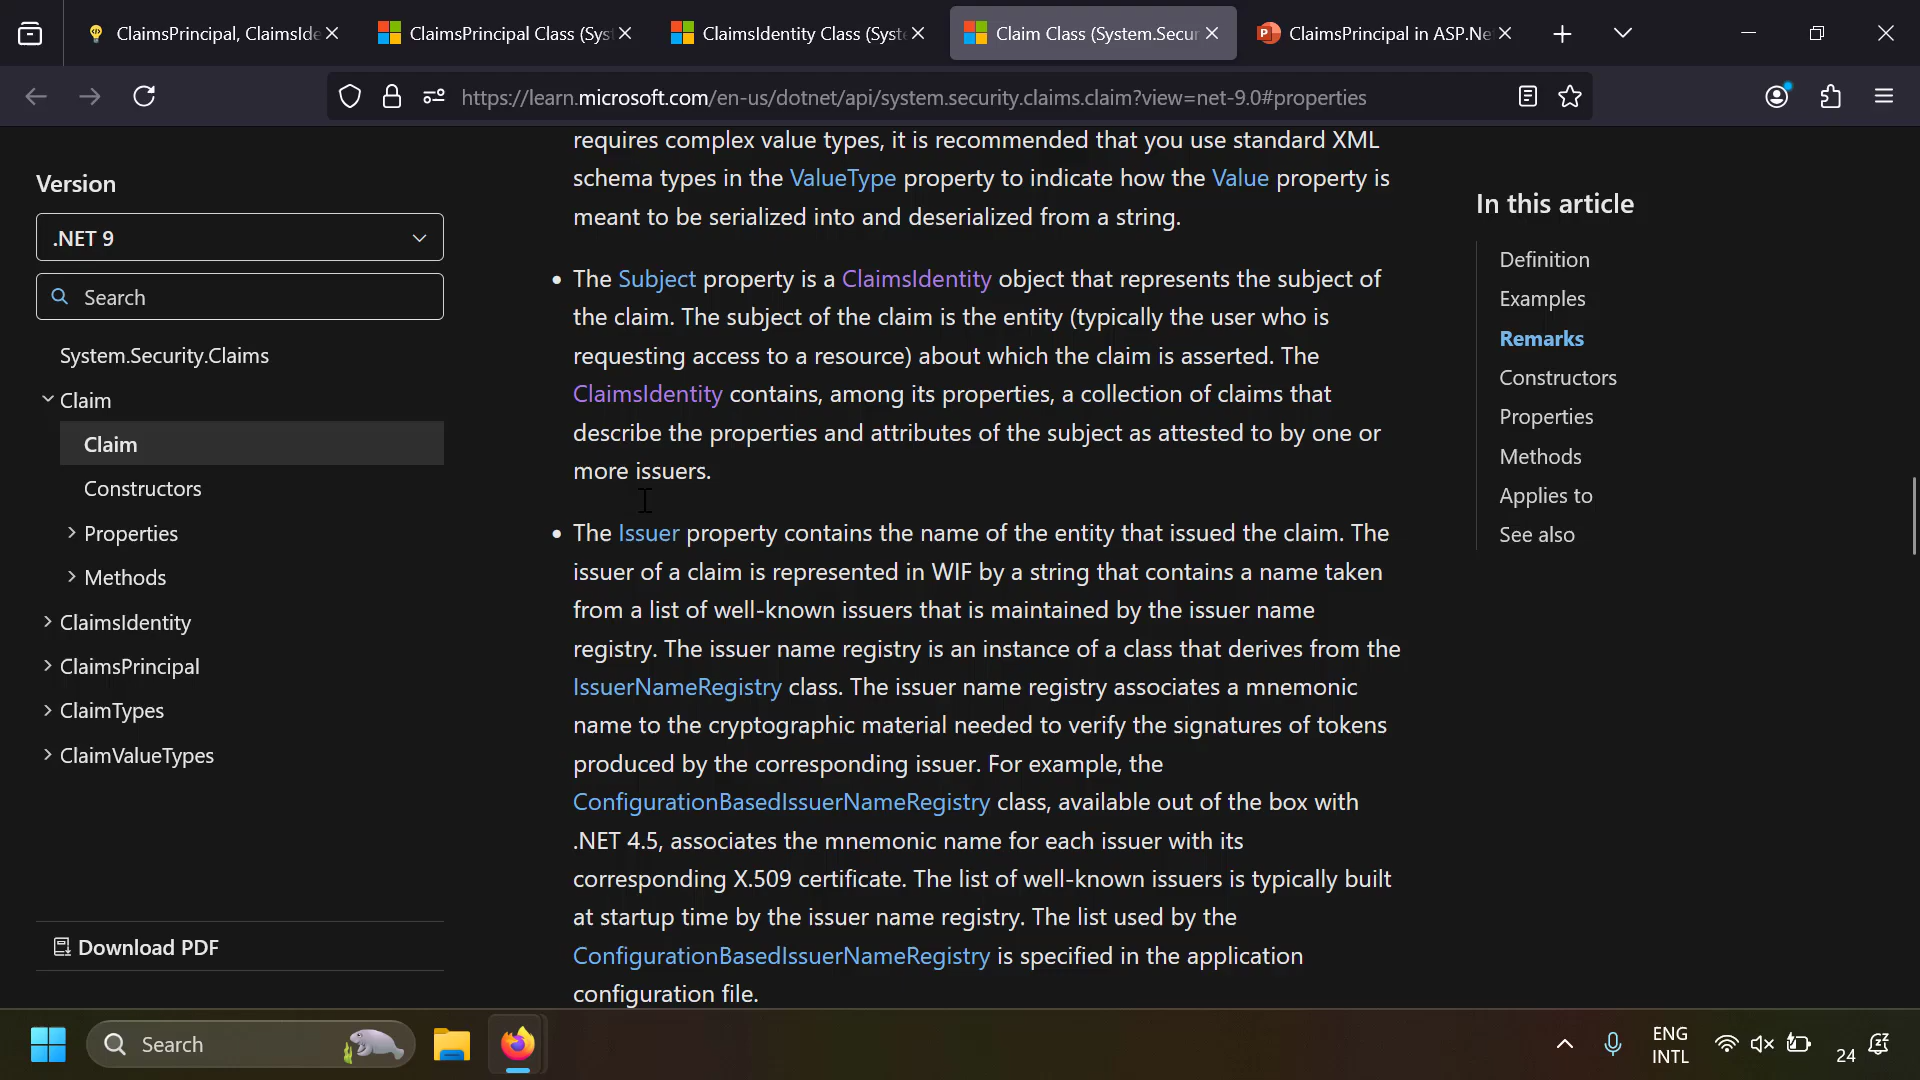 ClaimsPrincipal, ClaimsIde
ClaimsPrincipal Class (Syst
ClaimsIdentity Class (Syste
Claim Class (System.Secur
ClaimsPrincipal in ASP.Ne
https://learn.microsoft.com/en-us/dotnet/api/system.security.claims.claim?view=net-9.0#properties
Version
.NET 9
Search
System.Security.Claims
Claim
Claim
Constructors
Properties
Methods
ClaimsIdentity
ClaimsPrincipal
ClaimTypes
ClaimValueTypes
Download PDF
requires complex value types, it is recommended that you use standard XML
schema types in the ValueType property to indicate how the Value property is
meant to be serialized into and deserialized from a string.
• The Subject property is a ClaimsIdentity object that represents the subject of
the claim. The subject of the claim is the entity (typically the user who is
requesting access to a resource) about which the claim is asserted. The
ClaimsIdentity contains, among its properties, a collection of claims that
describe the properties and attributes of the subject as attested to by one or
more issuers.
• The Issuer property contains the name of the entity that issued the claim. The
issuer of a claim is represented in WIF by a string that contains a name taken
from a list of well-known issuers that is maintained by the issuer name
registry. The issuer name registry is an instance of a class that derives from the
IssuerNameRegistry class. The issuer name registry associates a mnemonic
name to the cryptographic material needed to verify the signatures of tokens
produced by the corresponding issuer. For example, the
ConfigurationBasedIssuerNameRegistry class, available out of the box with
.NET 4.5, associates the mnemonic name for each issuer with its
corresponding X.509 certificate. The list of well-known issuers is typically built
at startup time by the issuer name registry. The list used by the
ConfigurationBasedIssuerNameRegistry is specified in the application
configuration file.
In this article
Definition
Examples
Remarks
Constructors
Properties
Methods
Applies to
See also
Search
ENG
INTL
24